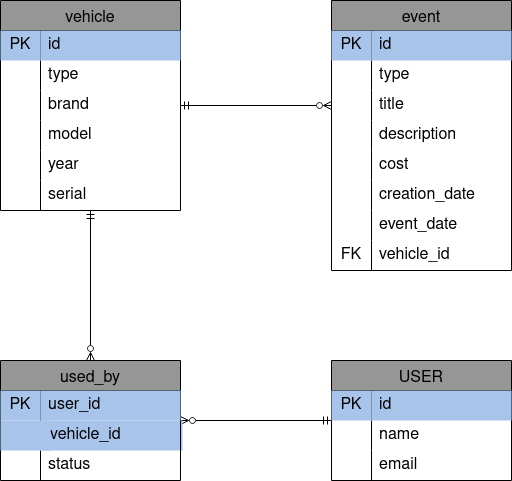 vehicle
PK id
type
brand
model
year
serial
event
PK id
type
title
description
cost
creation_date
event_date
FK vehicle_id
used_by
PK user_id
vehicle_id
status
USER
PK id
name
email